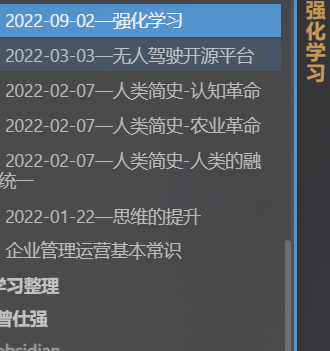 2022-09-02—强化学习
2022-03-03—无人驾驶开源平台
2022-02-07—人类简史-认知革命
2022-02-07—人类简史-农业革命
2022-02-07—人类简史-人类的融
统一
2022-01-22—思维的提升
企业管理运营基本常识
学习整理
曾仕强
obsidian
强化学习